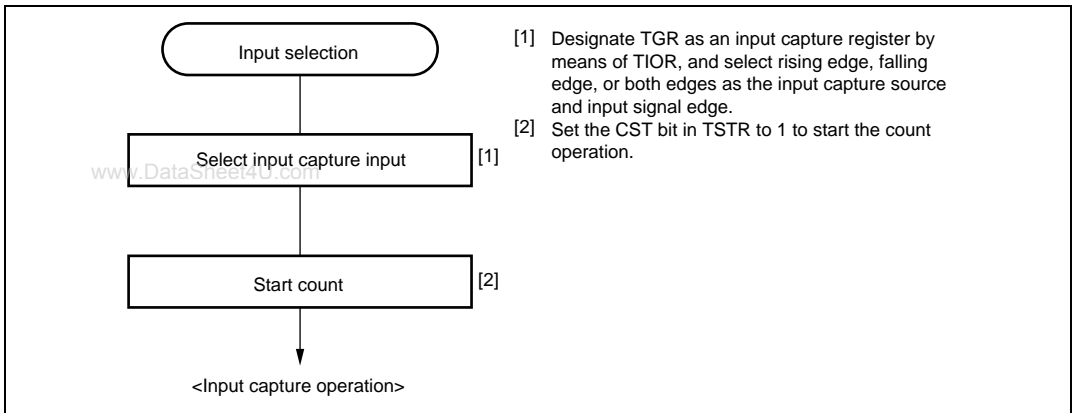 Input selection
Select input capture input
[1]
www.DataSheet4U.com
Start count
[2]
<Input capture operation>
[1] Designate TGR as an input capture register by
means of TIOR, and select rising edge, falling
edge, or both edges as the input capture source
and input signal edge.
[2] Set the CST bit in TSTR to 1 to start the count
operation.